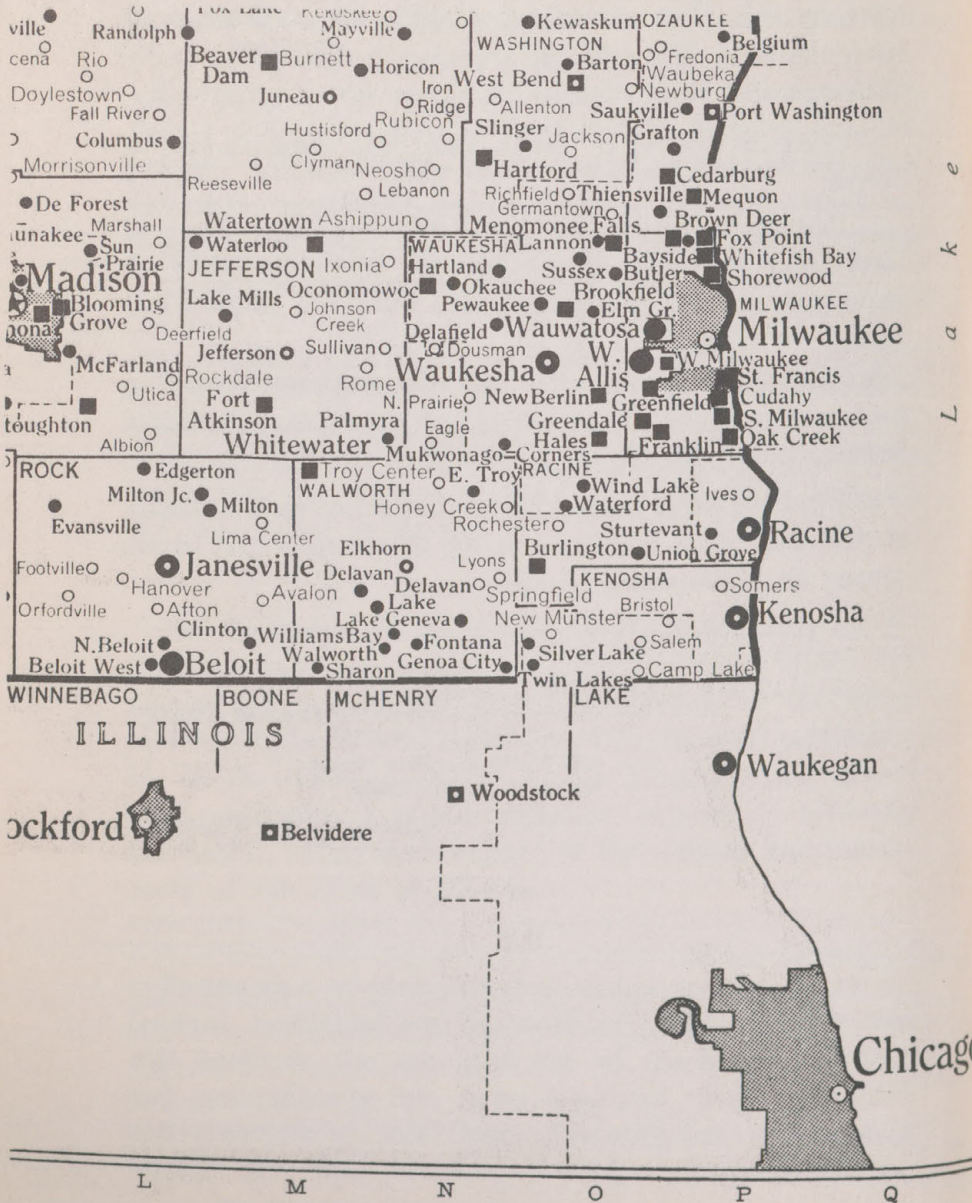 ville Randolph Mayville Kewaskum OZAUKEE
WASHINGTON Belgium
cena Rio Beaver Dam Burnett Horicon Barton Fredonia
West Bend Waubeka
Doylestown Juneau Iron Ridge Allenton Newburg
Fall River Rubicon Saukville Port Washington
Columbus Hustisford Slinger Jackson Grafton
Morrisonville Clyman Neosho Hartford Cedarburg
Reeseville Lebanon Richfield Thiensville Mequon
De Forest Germantown
Marshall Watertown Ashippun Menomonee Falls Brown Deer
unakee Sun Prairie Waterloo WAUKESHA Lannon Fox Point
Bayside Whitefish Bay
Madison JEFFERSON Ixonia Hartland Sussex Butler Shorewood
Blooming Grove Lake Mills Oconomowoc Okauchee Brookfield MILWAUKEE
Pewaukee Elm Gr.
nona Deerfield Johnson Creek Delafield Wauwatosa Milwaukee
McFarland Jefferson Sullivan Dousman W. Milwaukee
Utica Rockdale Rome Waukesha W. Allis St. Francis
Fort Atkinson N. Prairie New Berlin Greenfield Cudahy
toughton Palmyra Greendale S. Milwaukee
Albion Whitewater Eagle Hales Corners Franklin Oak Creek
Mukwonago
ROCK Edgerton Troy Center E. Troy RACINE
Milton Jc. WALWORTH Wind Lake Ives
Evansville Milton Honey Creek Waterford
Lima Center Rochester Sturtevant Racine
Elkhorn Lyons Burlington Union Grove
Footville Janesville Delavan KENOSHA
Hanover Avalon Delavan Lake Springfield Somers
Orfordville Afton Lake Geneva New Munster Bristol Kenosha
N. Beloit Clinton Williams Bay Fontana Salem
Beloit West Beloit Walworth Silver Lake
Sharon Genoa City Camp Lake
Twin Lakes
WINNEBAGO BOONE McHENRY LAKE
ILLINOIS
Waukegan
Woodstock
ockford Belvidere
Chicag
Lake
L M N O P Q